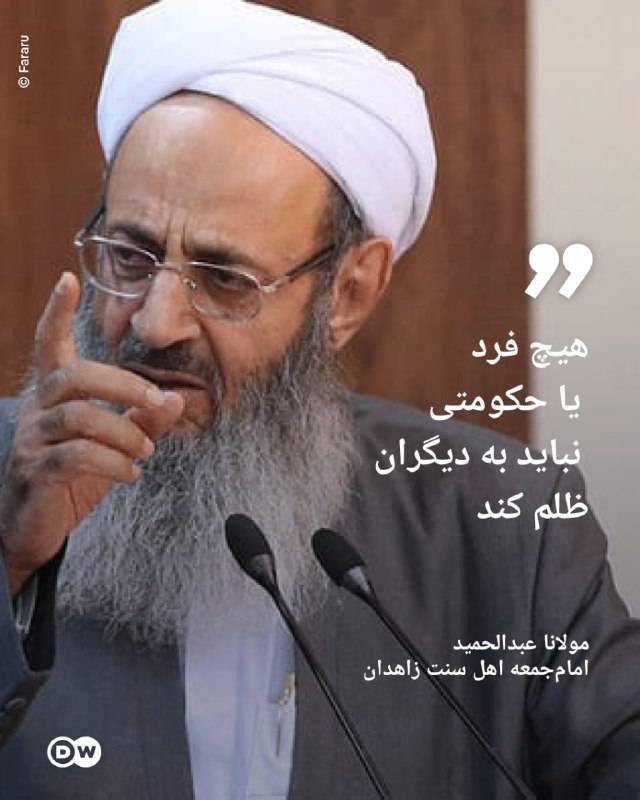 © Fararu
هیچ فرد
یا حکومتی
نباید به دیگران
ظلم کند
مولانا عبدالحمید
امام‌جمعه اهل سنت زاهدان
DW